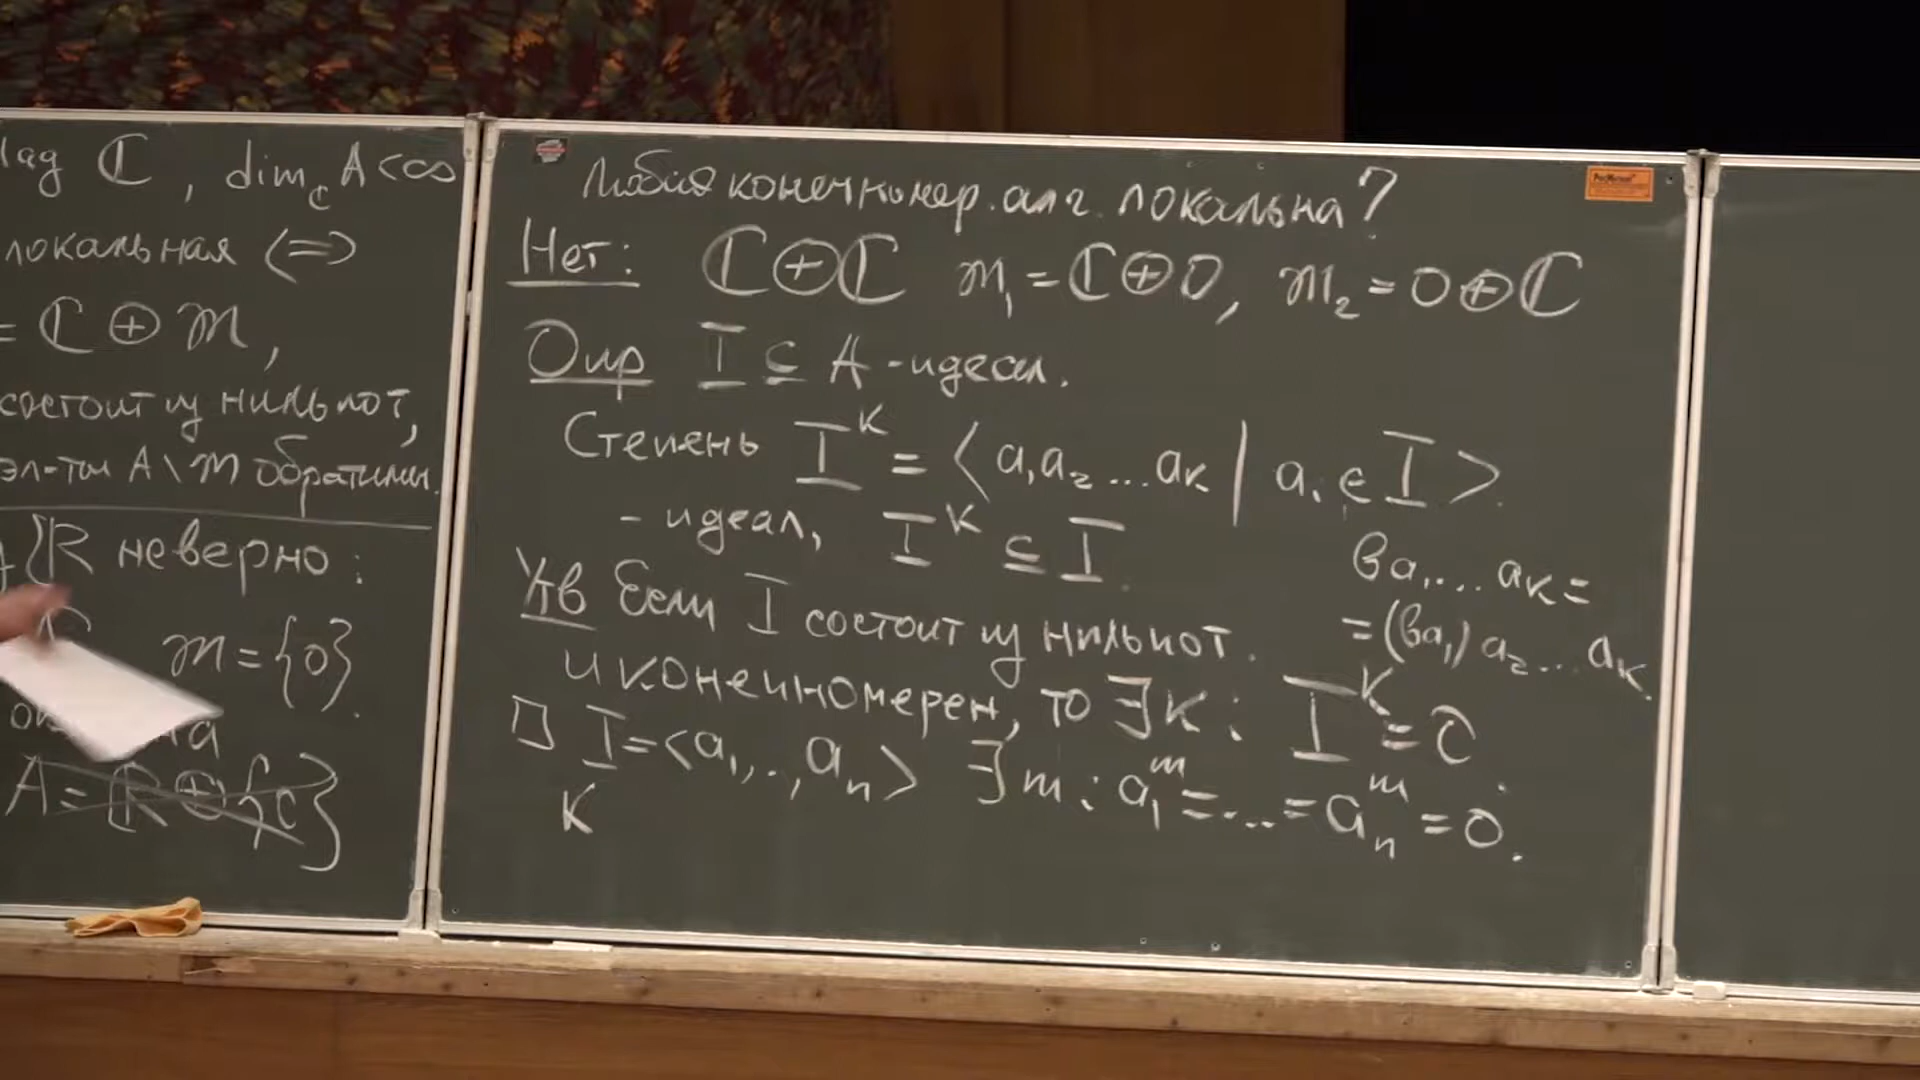 над ℂ, dim_ℂ A<∞
локальная <=>
= ℂ ⊕ m,
состоит из нильпот,
эл-ты A \ m обратимы.
ℝ неверно:
m = {0}.
A = ℝ ⊕ {0}
Любая конечномер. алг. локальна?
Нет: ℂ⊕ℂ m₁ = ℂ⊕0, m₂ = 0⊕ℂ
Опр I ⊆ A - идеал.
Степень I^k = <a₁a₂...a_k | a_i ∈ I>.
- идеал, I^k ⊆ I.
ba₁...a_k =
= (ba₁)a₂...a_k.
Утв Если I состоит из нильпот.
и конечномерен, то ∃k: I^k = 0.
□ I = <a₁,..,a_n> ∃m: a₁^m = ... = a_n^m = 0.
K